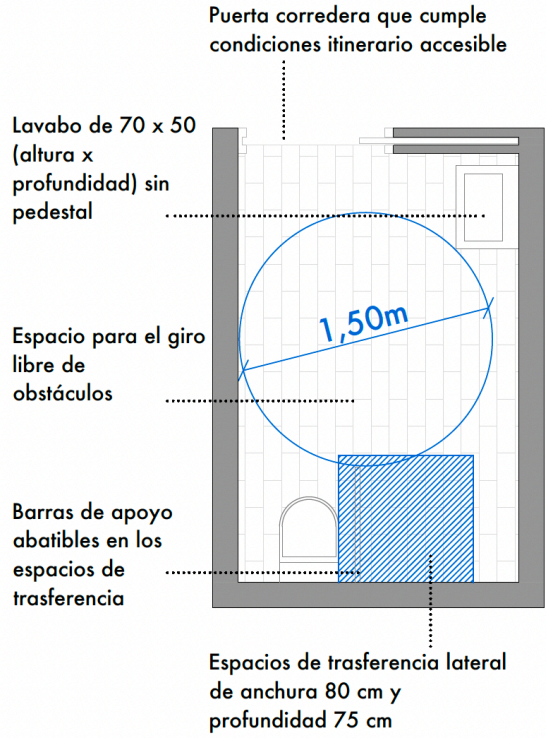 Puerta corredera que cumple
condiciones itinerario accesible
Lavabo de 70 x 50
(altura x
profundidad) sin
pedestal
1,50m
Espacio para el giro
libre de
obstáculos
Barras de apoyo
abatibles en los
espacios de
trasferencia
Espacios de trasferencia lateral
de anchura 80 cm y
profundidad 75 cm